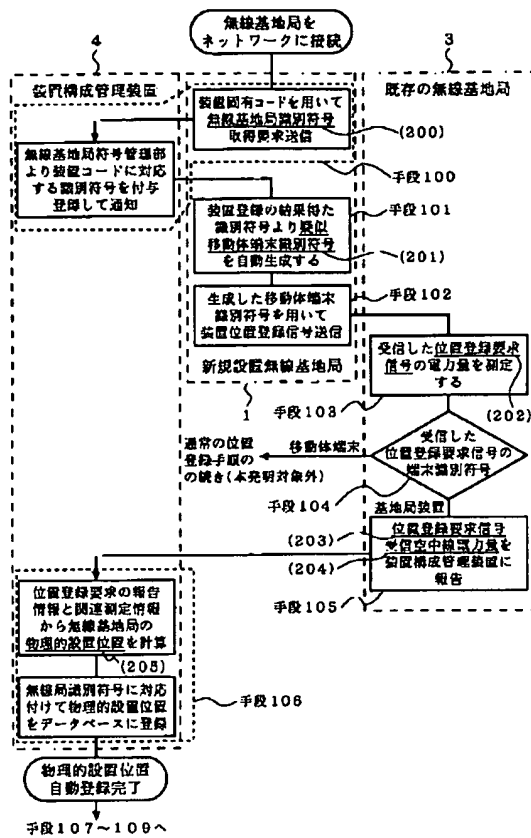 無線基地局を
ネットワークに接続
4
3
装置構成管理装置
既存の無線基地局
装置固有コードを用いて
無線基地局識別符号
取得要求送信
(200)
手段100
無線基地局符号管理部
より装置コードに対応
する識別符号を付与
登録して通知
装置登録の結果得た
識別符号より疑似
移動体端末識別符号
を自動生成する
手段101
(201)
手段102
生成した移動体端末
識別符号を用いて
装置位置登録信号送信
新規設置無線基地局
1
受信した位置登録要求
信号の電力量を測定
する
手段103
(202)
通常の位置
登録手順の
の続き(本発明対象外)
移動体端末
受信した
位置登録要求信号の
端末識別符号
手段104
基地局装置
(203)
(204)
位置登録要求信号
受信空中線電力量を
装置構成管理装置に
報告
手段105
位置登録要求の報告
情報と関連測定情報
から無線基地局の
物理的設置位置を計算
(205)
手段106
無線局識別符号に対応
付けて物理的設置位置
をデータベースに登録
物理的設置位置
自動登録完了
手段107〜109へ